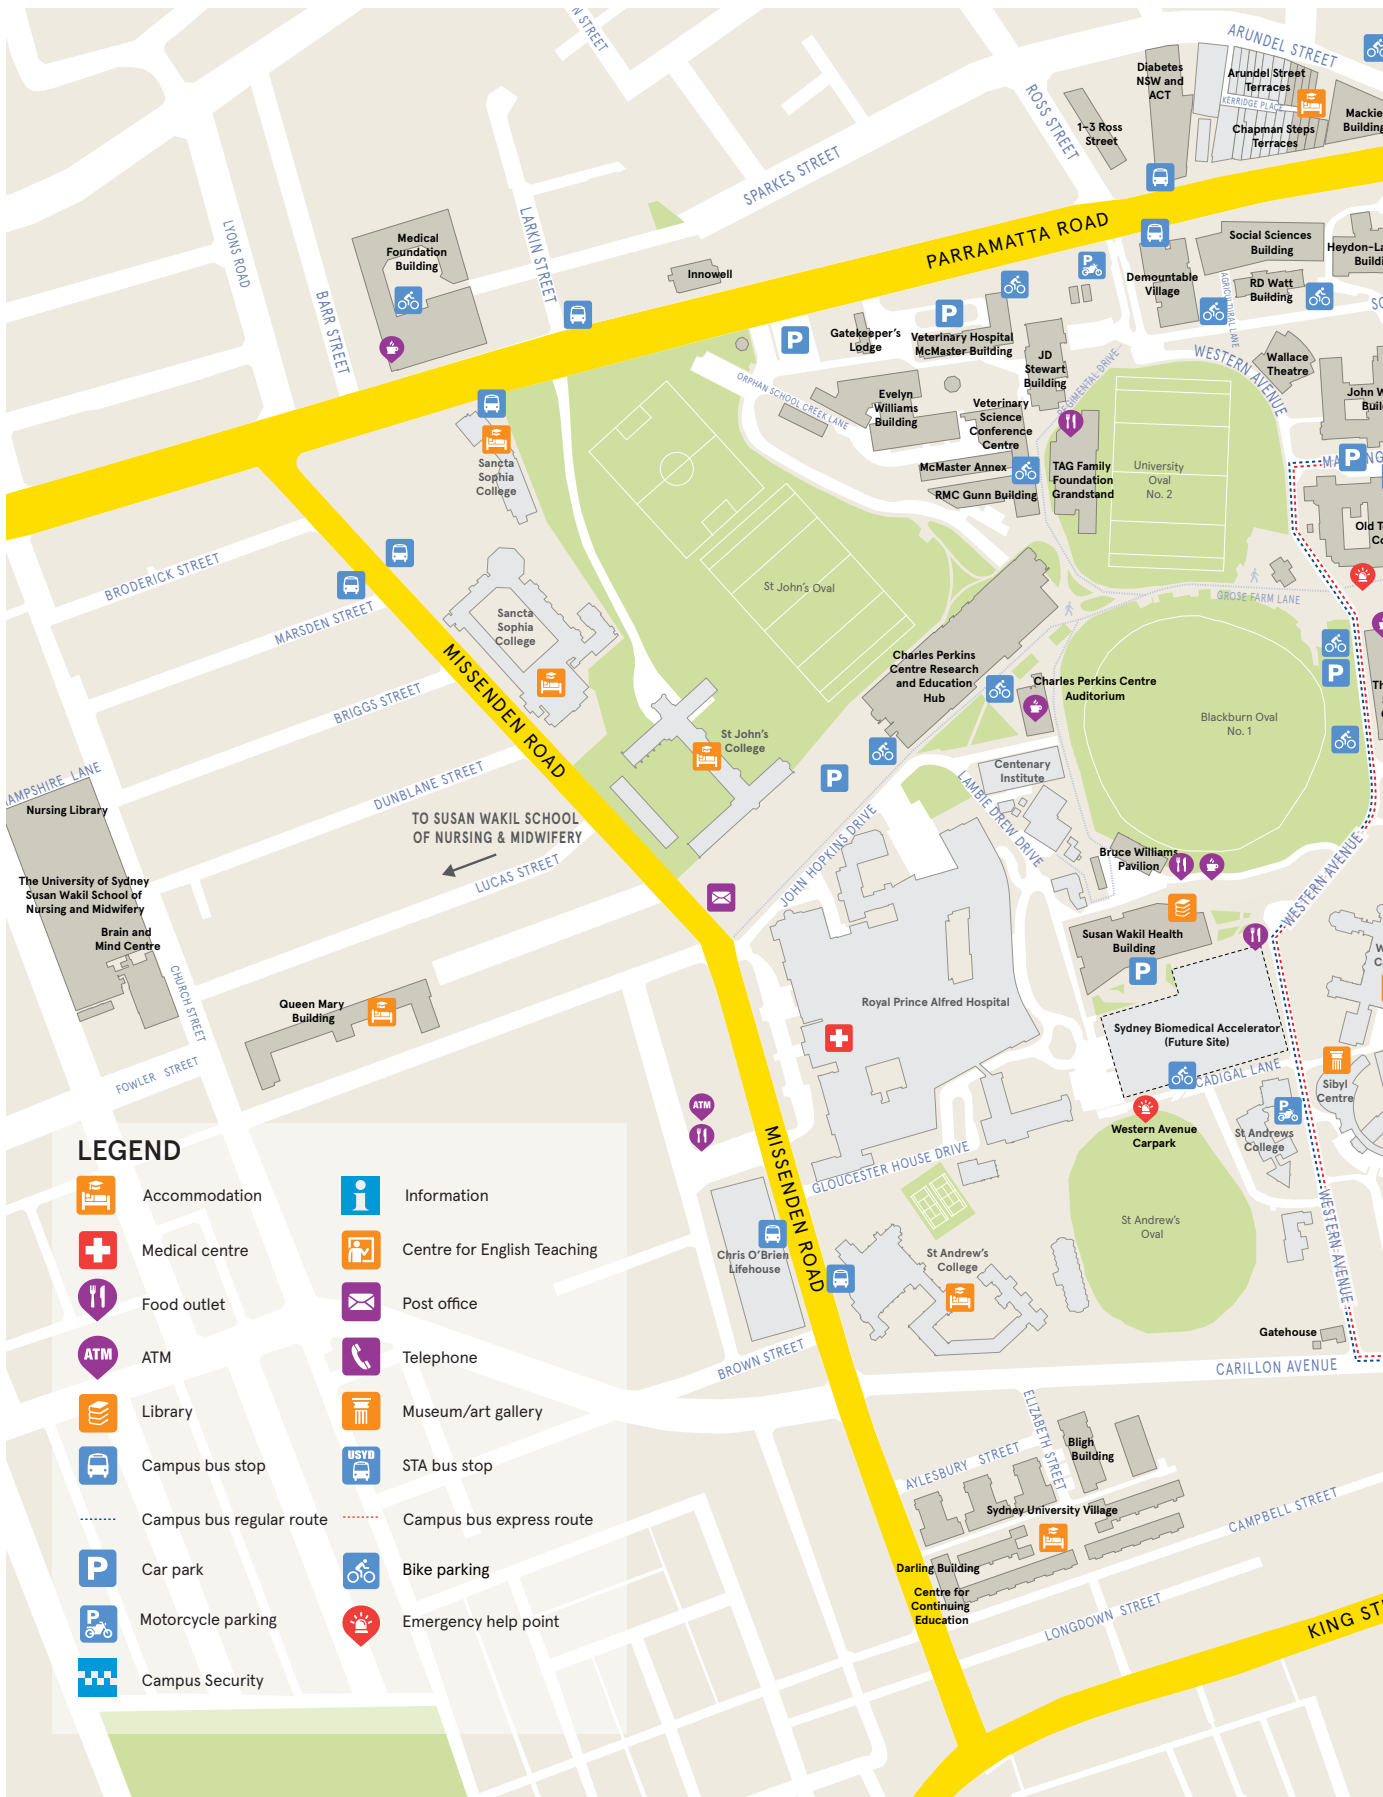 ARUNDEL STREET
Diabetes
NSW and
ACT
Arundel Street
Terraces
KERRIDGE PLACE
Chapman Steps
Terraces
Mackie
Building
ROSS STREET
1–3 Ross
Street
SPARKES STREET
PARRAMATTA ROAD
LYONS ROAD
BARR STREET
LARKIN STREET
Medical
Foundation
Building
Innowell
Social Sciences
Building
Demountable
Village
RD Watt
Building
AGRICULTURAL LANE
P
P
P
Gatekeeper's
Lodge
Veterinary Hospital
McMaster Building
JD
Stewart
Building
REGIMENTAL DRIVE
WESTERN AVENUE
Wallace
Theatre
ORPHAN SCHOOL CREEK LANE
Evelyn
Williams
Building
Veterinary
Science
Conference
Centre
McMaster Annex
RMC Gunn Building
TAG Family
Foundation
Grandstand
University
Oval
No. 2
P
Sancta
Sophia
College
BRODERICK STREET
MARSDEN STREET
BRIGGS STREET
DUNBLANE STREET
LUCAS STREET
MISSENDEN ROAD
Sancta
Sophia
College
St John's Oval
GROSE FARM LANE
Charles Perkins
Centre Research
and Education
Hub
Charles Perkins Centre
Auditorium
P
Blackburn Oval
No. 1
St John's
College
P
Centenary
Institute
LAMBIE DREW DRIVE
JOHN HOPKINS DRIVE
TO SUSAN WAKIL SCHOOL
OF NURSING & MIDWIFERY
Nursing Library
The University of Sydney
Susan Wakil School of
Nursing and Midwifery
Brain and
Mind Centre
CHURCH STREET
FOWLER STREET
Queen Mary
Building
Bruce Williams
Pavilion
WESTERN AVENUE
Susan Wakil Health
Building
P
Royal Prince Alfred Hospital
Sydney Biomedical Accelerator
(Future Site)
CADIGAL LANE
Sibyl
Centre
P
Western Avenue
Carpark
St Andrews
College
ATM
GLOUCESTER HOUSE DRIVE
MISSENDEN ROAD
St Andrew's
Oval
WESTERN AVENUE
Chris O'Brien
Lifehouse
St Andrew's
College
Gatehouse
BROWN STREET
CARILLON AVENUE
ELIZABETH STREET
AYLESBURY STREET
Bligh
Building
Sydney University Village
CAMPBELL STREET
Darling Building
Centre for
Continuing
Education
LONGDOWN STREET
KING ST
LEGEND
Accommodation
Information
Medical centre
Centre for English Teaching
Food outlet
Post office
ATM
ATM
Telephone
Library
Museum/art gallery
Campus bus stop
USYD
STA bus stop
Campus bus regular route
Campus bus express route
P
Car park
Bike parking
P
Motorcycle parking
Emergency help point
Campus Security